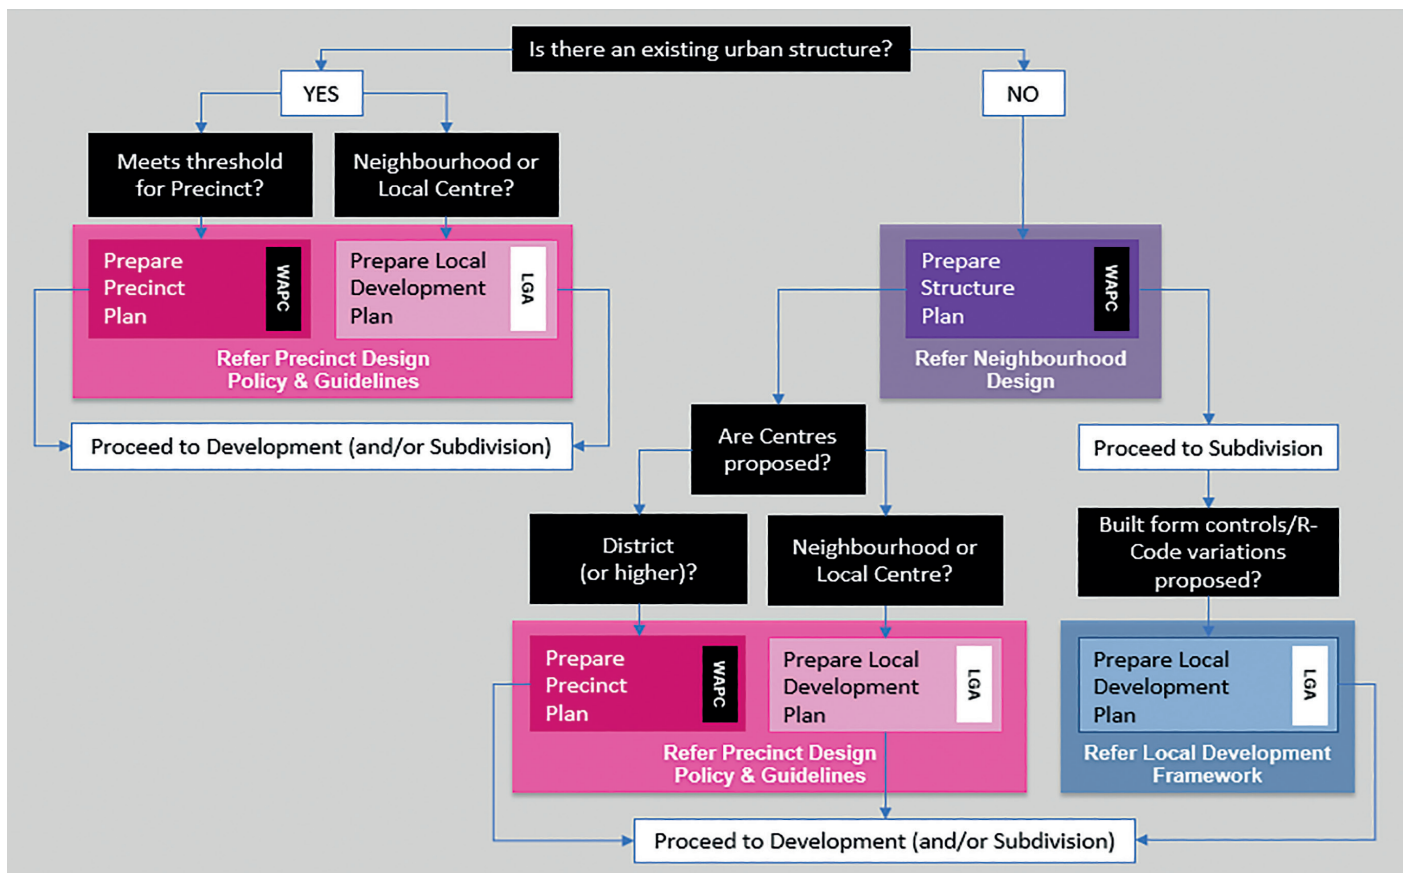 Is there an existing urban structure?
YES
NO
Meets threshold
for Precinct?
Neighbourhood or
Local Centre?
Prepare
Precinct
Plan
WAPC
Prepare Local
Development
Plan
LGA
Refer Precinct Design
Policy & Guidelines
Prepare
Structure
Plan
WAPC
Refer Neighbourhood
Design
Proceed to Development (and/or Subdivision)
Are Centres
proposed?
Proceed to Subdivision
District
(or higher)?
Neighbourhood or
Local Centre?
Built form controls/R-
Code variations
proposed?
Prepare
Precinct
Plan
WAPC
Prepare Local
Development
Plan
LGA
Refer Precinct Design
Policy & Guidelines
Prepare Local
Development
Plan
LGA
Refer Local Development
Framework
Proceed to Development (and/or Subdivision)